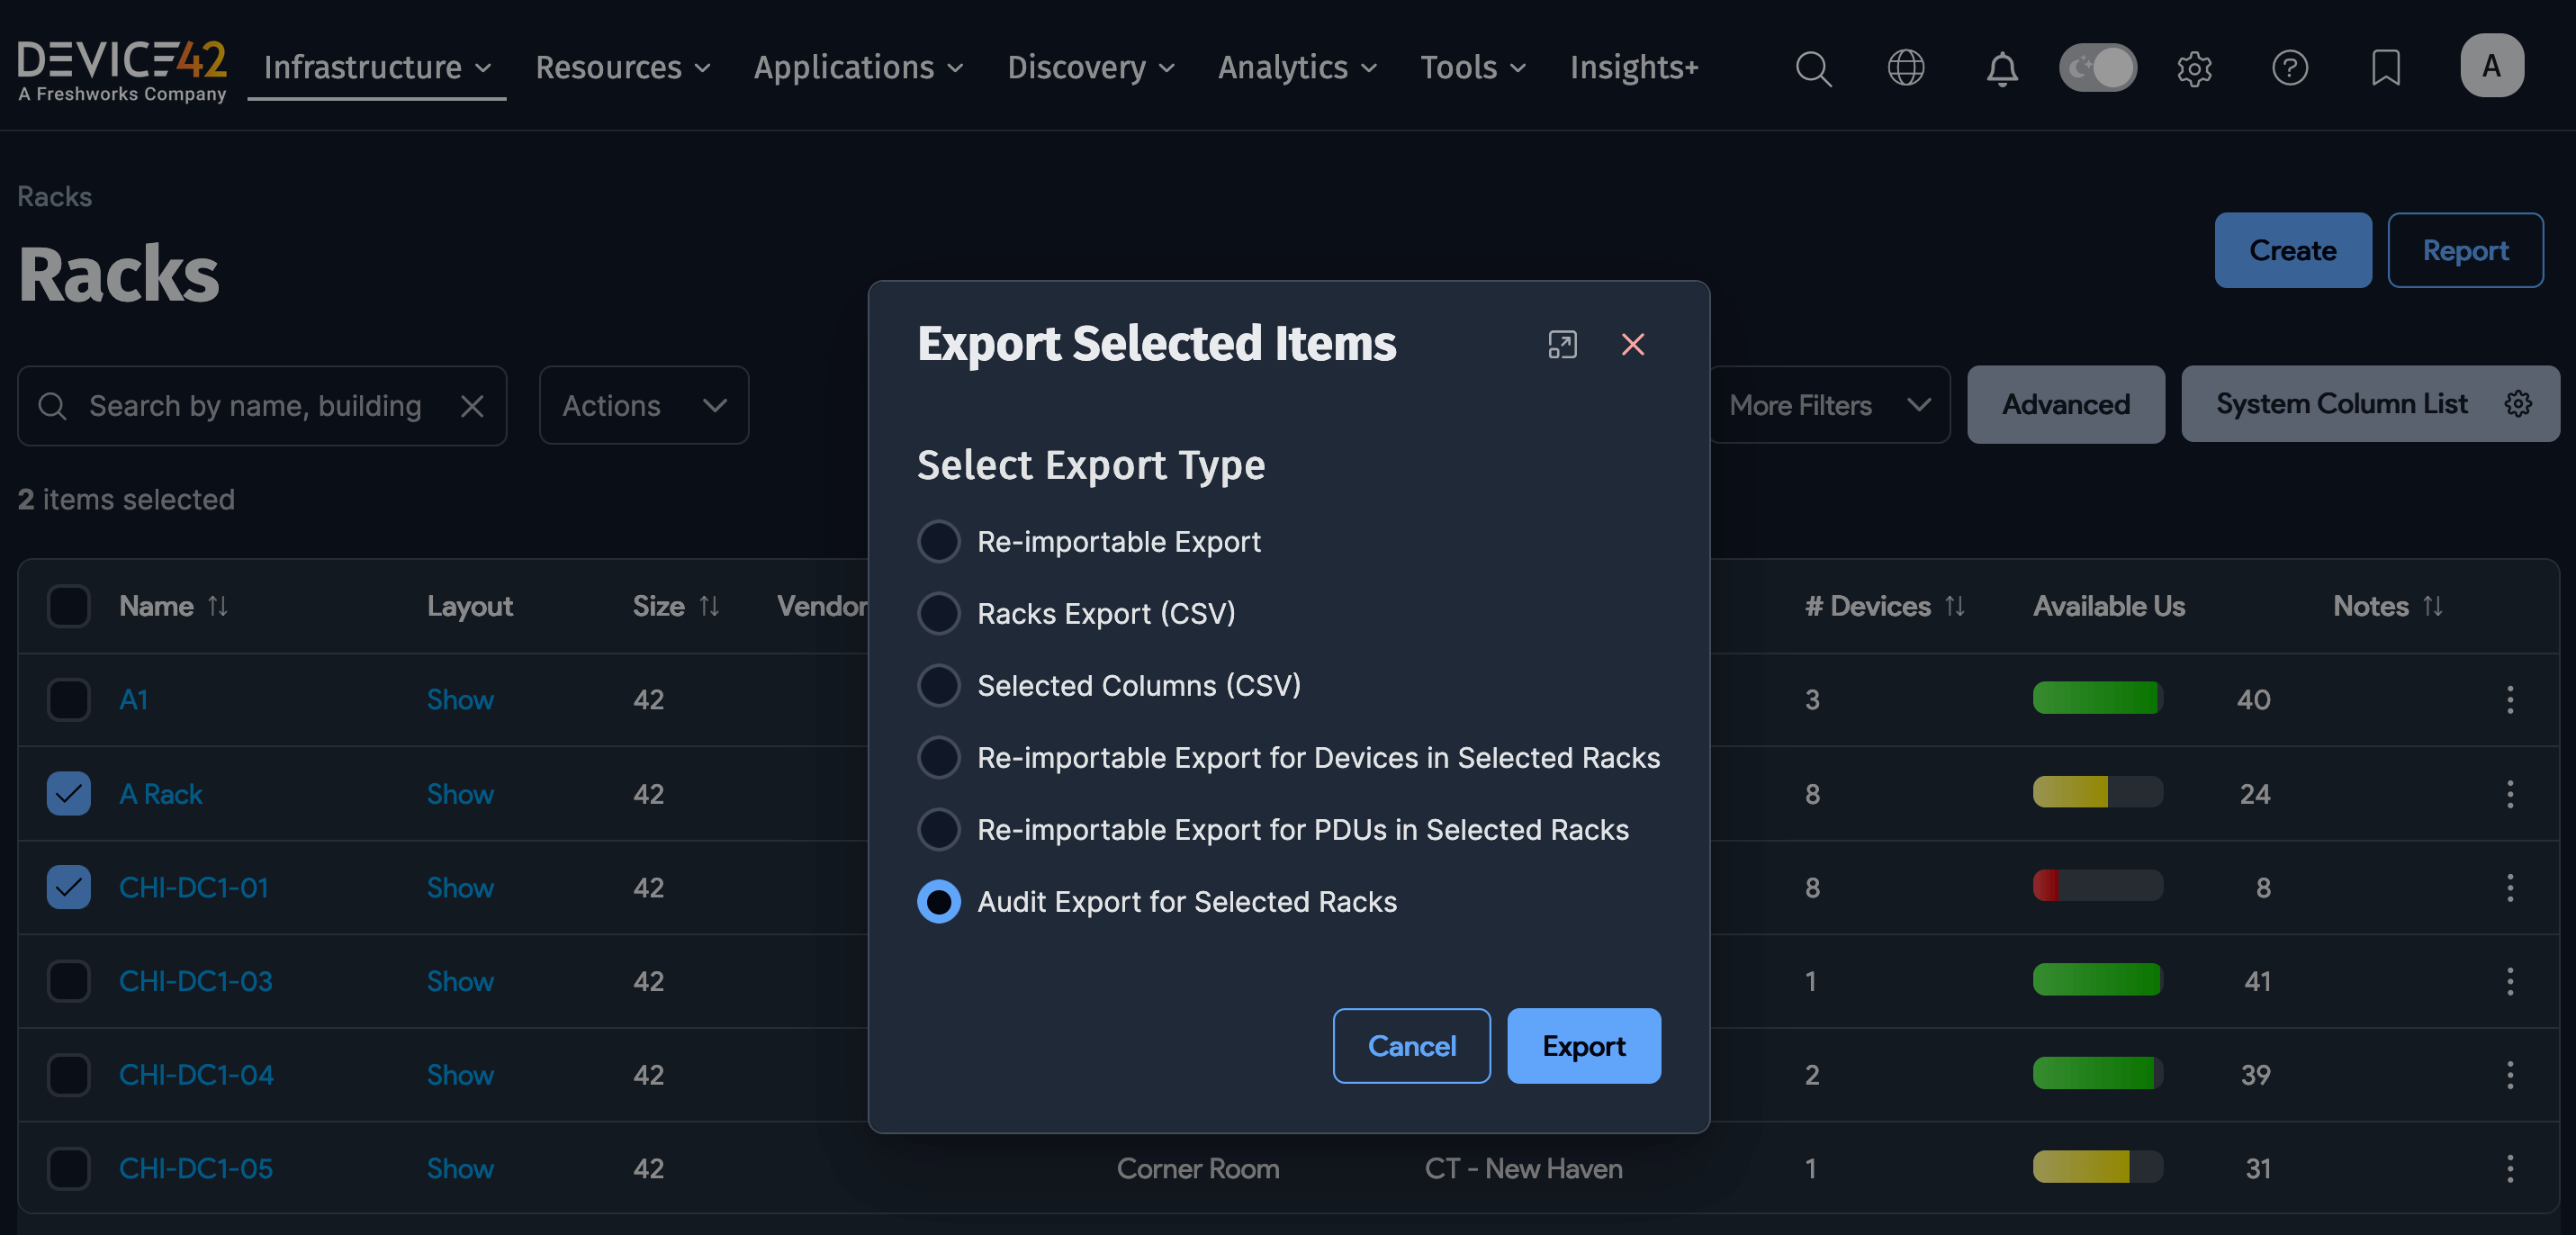 DEVICE42
A Freshworks Company
Infrastructure Resources Applications Discovery Analytics Tools Insights+
A
Racks
Racks
Create Report
Search by name, building
Actions
More Filters
Advanced
System Column List
2 items selected
Name Layout Size Vendor # Devices Available Us Notes
A1 Show 42 3 40
A Rack Show 42 8 24
CHI-DC1-01 Show 42 8 8
CHI-DC1-03 Show 42 1 41
CHI-DC1-04 Show 42 2 39
CHI-DC1-05 Show 42 Corner Room CT - New Haven 1 31
Export Selected Items
Select Export Type
Re-importable Export
Racks Export (CSV)
Selected Columns (CSV)
Re-importable Export for Devices in Selected Racks
Re-importable Export for PDUs in Selected Racks
Audit Export for Selected Racks
Cancel Export